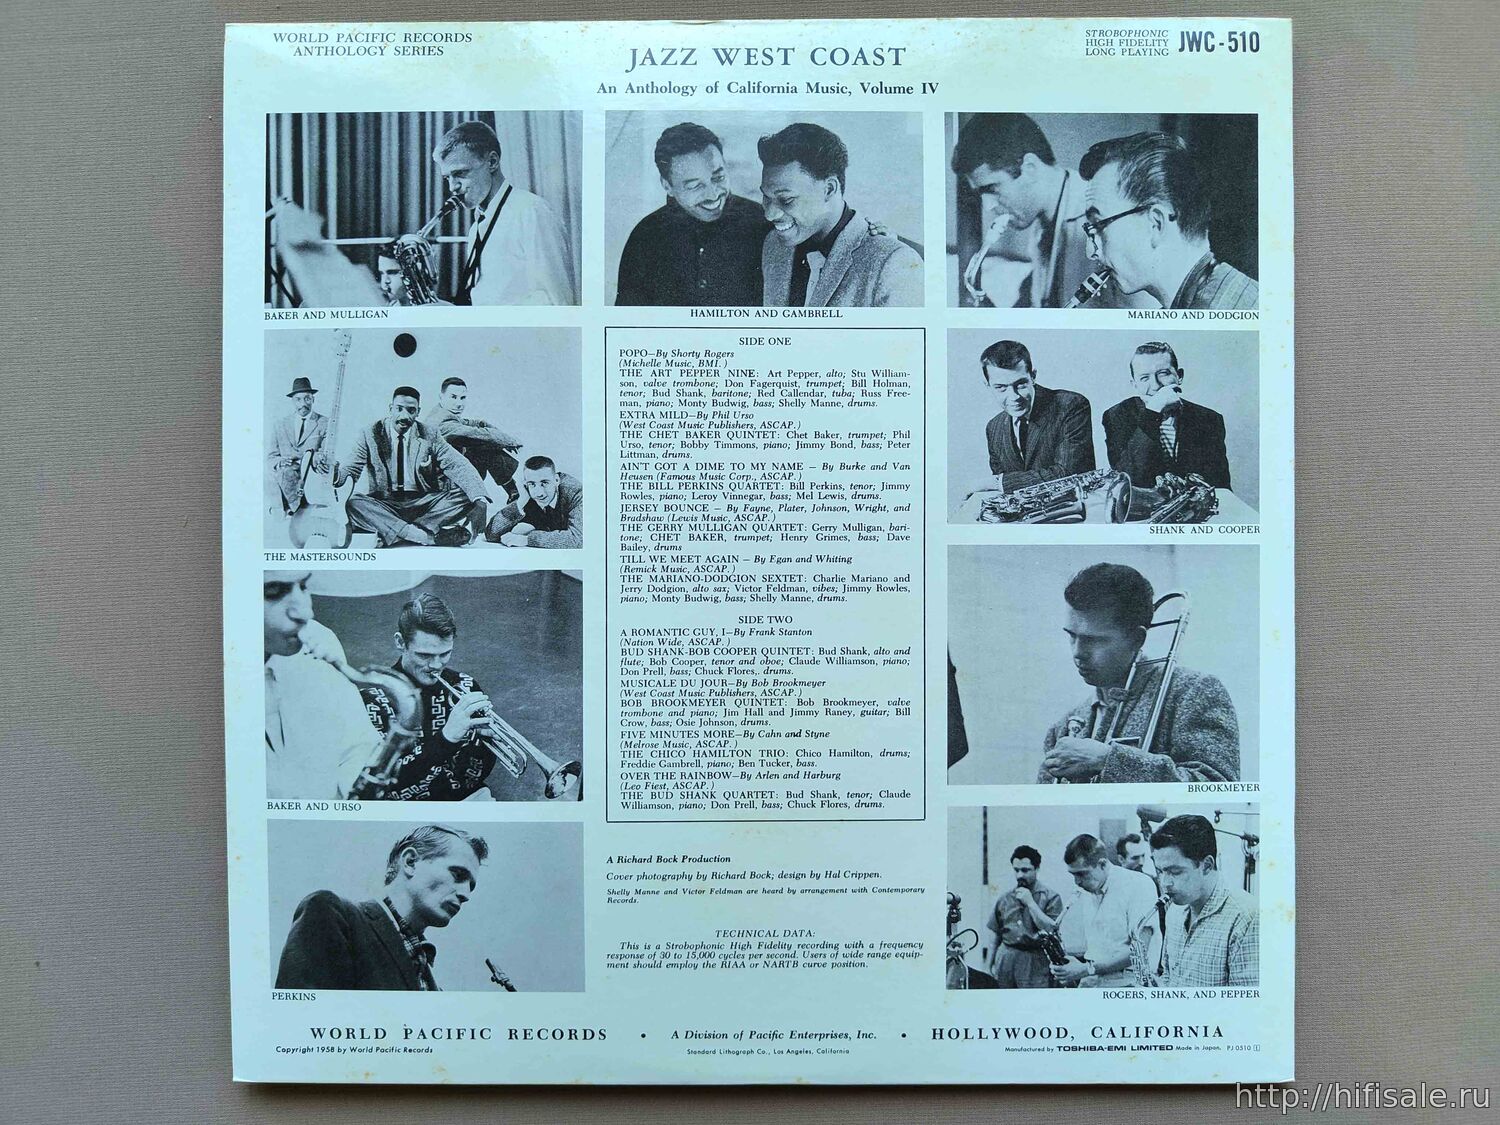 WORLD PACIFIC RECORDS
ANTHOLOGY SERIES
JAZZ WEST COAST
An Anthology of California Music, Volume IV
STROBOPHONIC
HIGH FIDELITY
LONG PLAYING
JWC-510
BAKER AND MULLIGAN
HAMILTON AND GAMBRELL
MARIANO AND DODGION
THE MASTERSOUNDS
SHANK AND COOPER
BAKER AND URSO
BROOKMEYER
PERKINS
ROGERS, SHANK, AND PEPPER
SIDE ONE
POPO—By Shorty Rogers
(Michelle Music, BMI.)
THE ART PEPPER NINE: Art Pepper, alto; Stu William-
son, valve trombone; Don Fagerquist, trumpet; Bill Holman,
tenor; Bud Shank, baritone; Red Callendar, tuba; Russ Free-
man, piano; Monty Budwig, bass; Shelly Manne, drums.
EXTRA MILD—By Phil Urso
(West Coast Music Publishers, ASCAP.)
THE CHET BAKER QUINTET: Chet Baker, trumpet; Phil
Urso, tenor; Bobby Timmons, piano; Jimmy Bond, bass; Peter
Littman, drums.
AIN'T GOT A DIME TO MY NAME — By Burke and Van
Heusen (Famous Music Corp., ASCAP.)
THE BILL PERKINS QUARTET: Bill Perkins, tenor; Jimmy
Rowles, piano; Leroy Vinnegar, bass; Mel Lewis, drums.
JERSEY BOUNCE — By Fayne, Plater, Johnson, Wright, and
Bradshaw (Lewis Music, ASCAP.)
THE GERRY MULLIGAN QUARTET: Gerry Mulligan, bari-
tone; CHET BAKER, trumpet; Henry Grimes, bass; Dave
Bailey, drums
TILL WE MEET AGAIN — By Egan and Whiting
(Remick Music, ASCAP.)
THE MARIANO-DODGION SEXTET: Charlie Mariano and
Jerry Dodgion, alto sax; Victor Feldman, vibes; Jimmy Rowles,
piano; Monty Budwig, bass; Shelly Manne, drums.
SIDE TWO
A ROMANTIC GUY, I—By Frank Stanton
(Nation Wide, ASCAP.)
BUD SHANK-BOB COOPER QUINTET: Bud Shank, alto and
flute; Bob Cooper, tenor and oboe; Claude Williamson, piano;
Don Prell, bass; Chuck Flores,. drums.
MUSICALE DU JOUR—By Bob Brookmeyer
(West Coast Music Publishers, ASCAP.)
BOB BROOKMEYER QUINTET: Bob Brookmeyer, valve
trombone and piano; Jim Hall and Jimmy Raney, guitar; Bill
Crow, bass; Osie Johnson, drums.
FIVE MINUTES MORE—By Cahn and Styne
(Melrose Music, ASCAP.)
THE CHICO HAMILTON TRIO: Chico Hamilton, drums;
Freddie Gambrell, piano; Ben Tucker, bass.
OVER THE RAINBOW—By Arlen and Harburg
(Leo Fiest, ASCAP.)
THE BUD SHANK QUARTET: Bud Shank, tenor; Claude
Williamson, piano; Don Prell, bass; Chuck Flores, drums.
A Richard Bock Production
Cover photography by Richard Bock; design by Hal Crippen.
Shelly Manne and Victor Feldman are heard by arrangement with Contemporary
Records.
TECHNICAL DATA:
This is a Strobophonic High Fidelity recording with a frequency
response of 30 to 15,000 cycles per second. Users of wide range equip-
ment should employ the RIAA or NARTB curve position.
WORLD PACIFIC RECORDS • A Division of Pacific Enterprises, Inc. • HOLLYWOOD, CALIFORNIA
Copyright 1958 by World Pacific Records
Standard Lithograph Co., Los Angeles, California
Manufactured by TOSHIBA-EMI LIMITED Made in Japan. PJ 0510
http://hifisale.ru